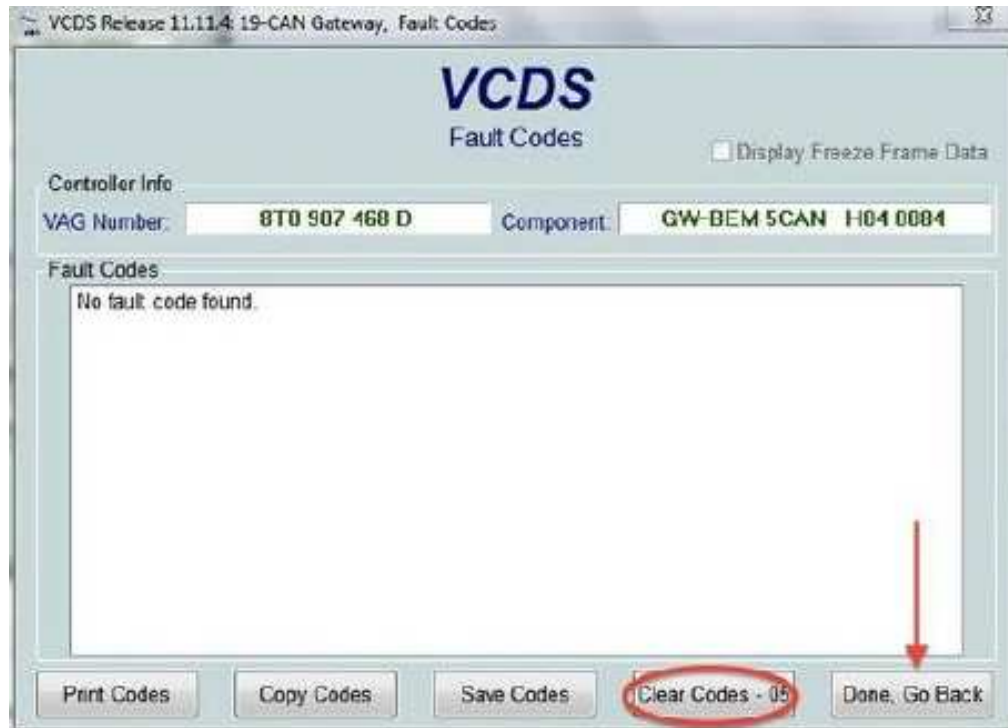 VCDS Release 11.11.4: 19-CAN Gateway, Fault Codes
VCDS
Fault Codes
Display Freeze Frame Data
Controller Info
VAG Number: 8T0 907 468 D Component: GW-BEM 5CAN H04 0084
Fault Codes
No fault code found.
Print Codes Copy Codes Save Codes Clear Codes - 05 Done, Go Back